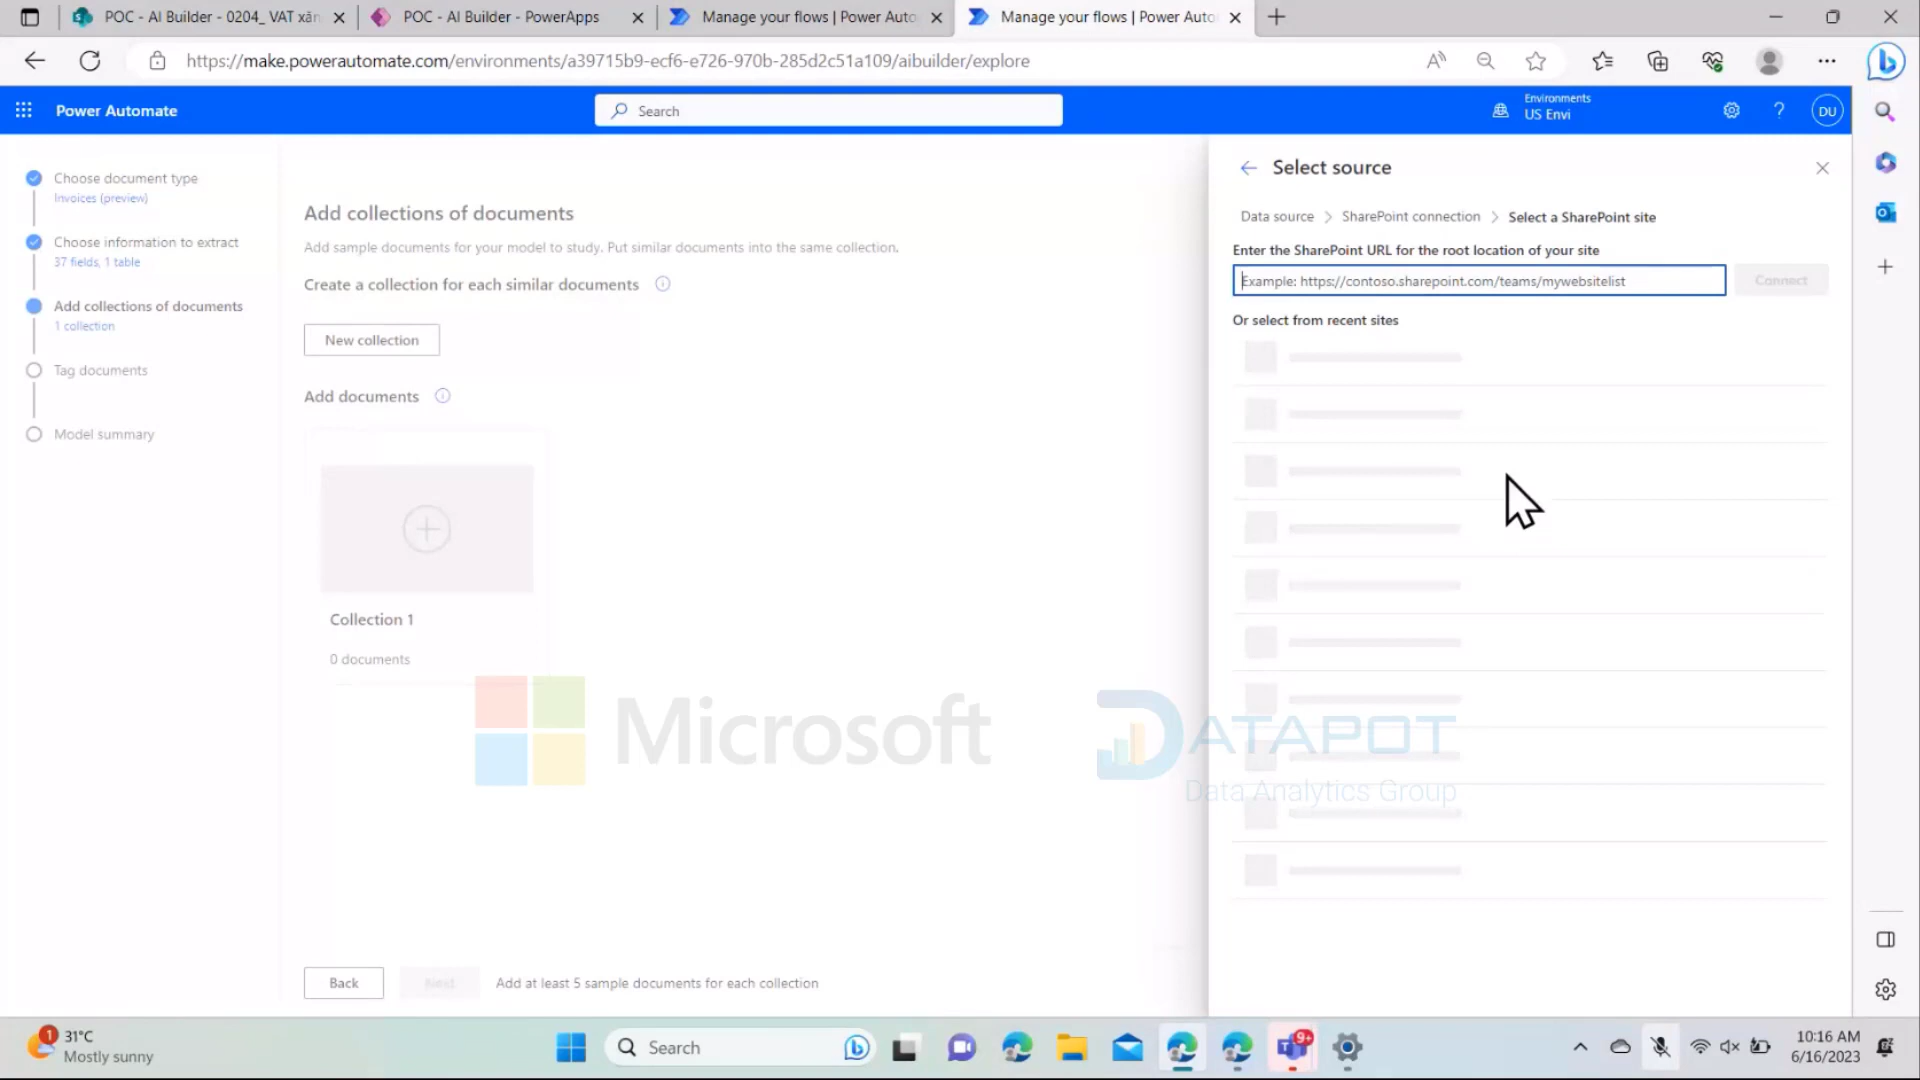 POC - AI Builder - 0204_ VAT xăn
POC - AI Builder - PowerApps
Manage your flows | Power Auto
Manage your flows | Power Auto
https://make.powerautomate.com/environments/a39715b9-ecf6-e726-970b-285d2c51a109/aibuilder/explore
Power Automate
Search
Environments
US Envi
DU
Choose document type
Invoices (preview)
Choose information to extract
37 fields, 1 table
Add collections of documents
1 collection
Tag documents
Model summary
Add collections of documents
Add sample documents for your model to study. Put similar documents into the same collection.
Create a collection for each similar documents
New collection
Add documents
Collection 1
0 documents
Back
Next
Add at least 5 sample documents for each collection
Select source
Data source > SharePoint connection > Select a SharePoint site
Enter the SharePoint URL for the root location of your site
Example: https://contoso.sharepoint.com/teams/mywebsitelist
Connect
Or select from recent sites
Microsoft
DATAPOT
Data Analytics Group
1
31°C
Mostly sunny
Search
9+
10:16 AM
6/16/2023